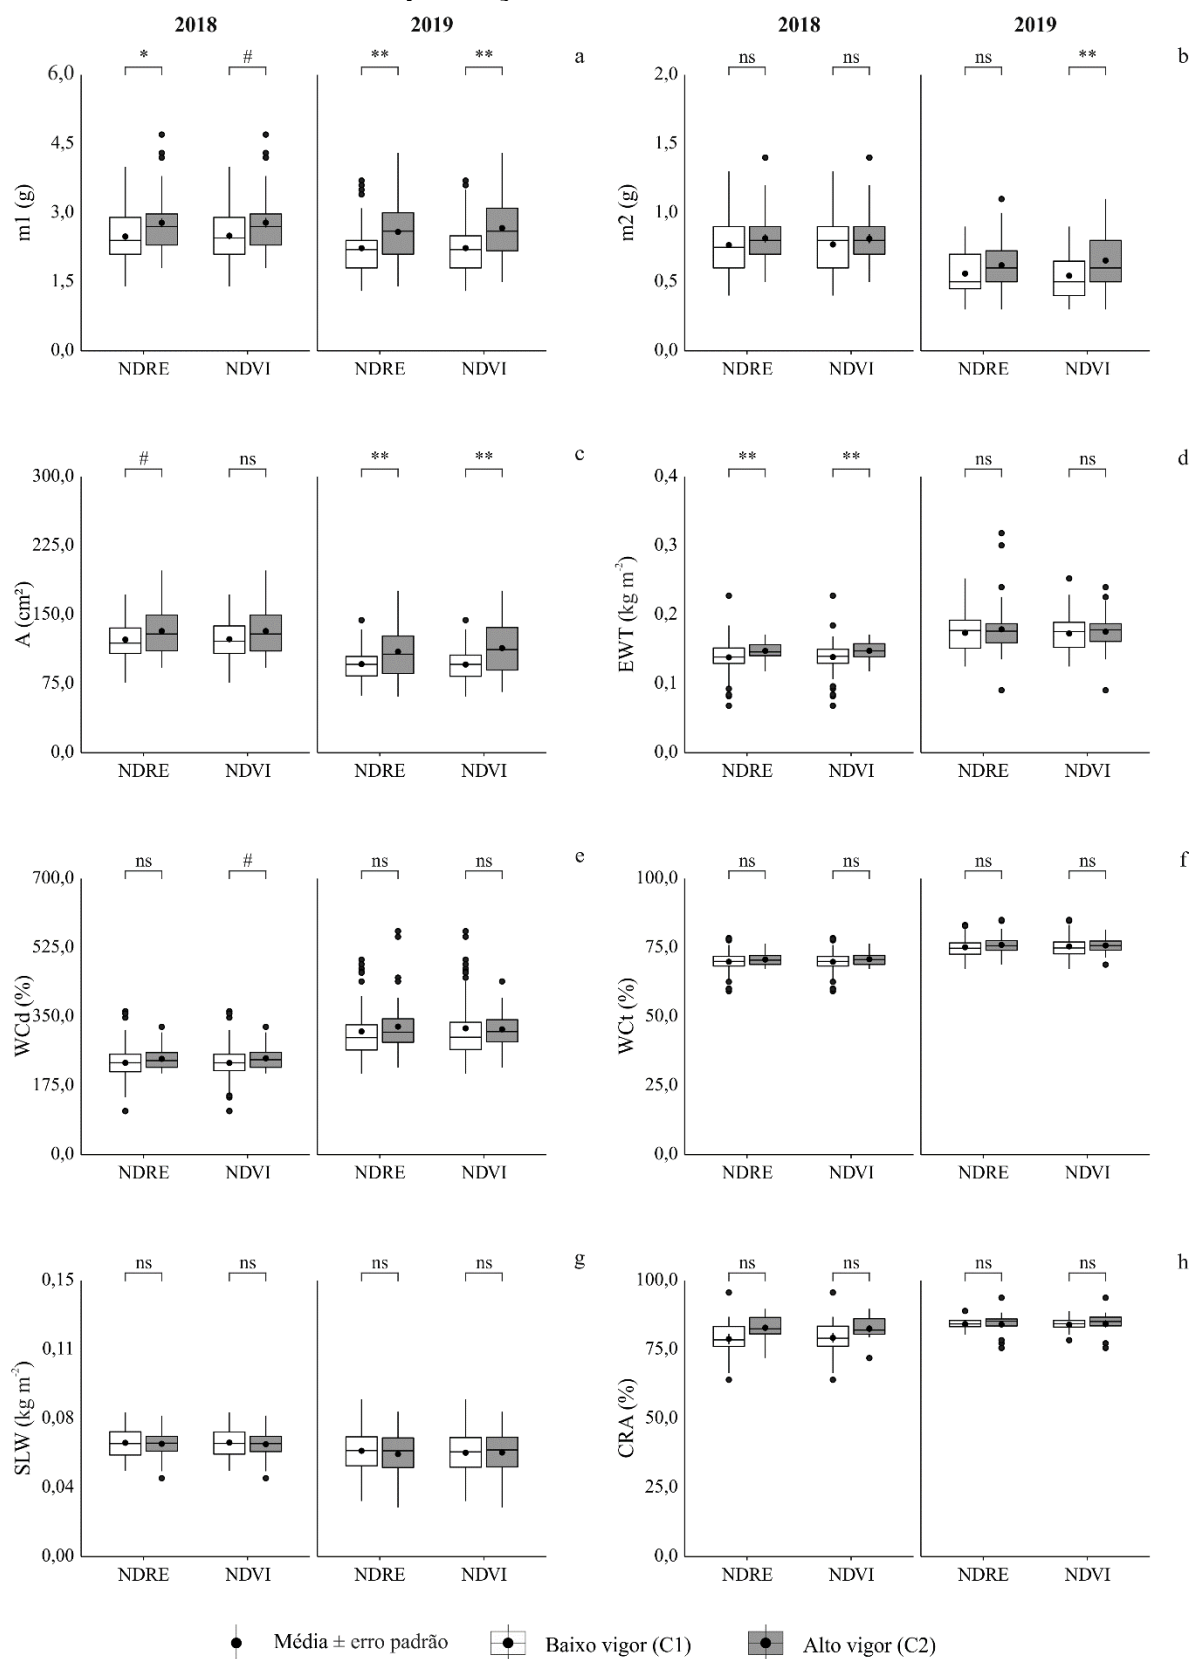 2018 2019 2018 2019
* # ** ** a ns ns ns ** b
m1 (g)
6,0
4,5
3,0
1,5
0,0
NDRE NDVI NDRE NDVI
m2 (g)
2,0
1,5
1,0
0,5
0,0
NDRE NDVI NDRE NDVI
# ns ** ** c ** ** ns ns d
A (cm²)
300,0
225,0
150,0
75,0
0,0
NDRE NDVI NDRE NDVI
EWT (kg m⁻²)
0,4
0,3
0,2
0,1
0,0
NDRE NDVI NDRE NDVI
ns # ns ns e ns ns ns ns f
WCd (%)
700,0
525,0
350,0
175,0
0,0
NDRE NDVI NDRE NDVI
WCt (%)
100,0
75,0
50,0
25,0
0,0
NDRE NDVI NDRE NDVI
ns ns ns ns g ns ns ns ns h
SLW (kg m⁻²)
0,15
0,11
0,08
0,04
0,00
NDRE NDVI NDRE NDVI
CRA (%)
100,0
75,0
50,0
25,0
0,0
NDRE NDVI NDRE NDVI
Média ± erro padrão Baixo vigor (C1) Alto vigor (C2)